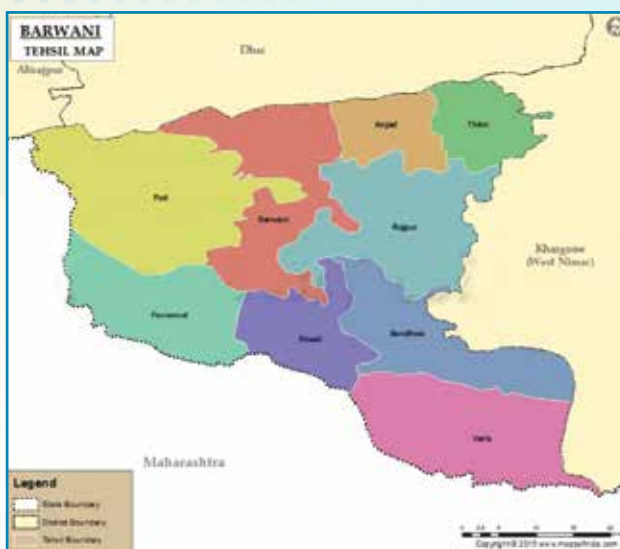 BARWANI
TEHSIL MAP
Dhar
Alirajpur
Anjad
Thikri
Pati
Barwani
Rajpur
Khargone
(West Nimar)
Pansemal
Niwali
Sendhwa
Varla
Maharashtra
Legend
State Boundary
District Boundary
Tehsil Boundary